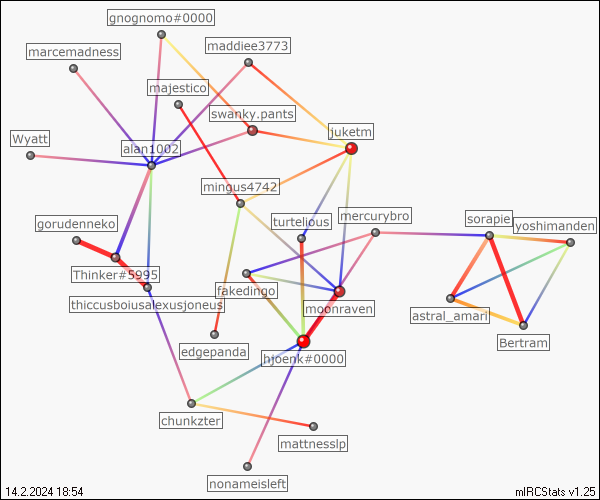 gnognomo#0000
marcemadness
maddiee3773
majestico
swanky.pants
juketm
Wyatt
alan1002
mingus4742
gorudenneko
turtelious
mercurybro
sorapie
yoshimanden
Thinker#5995
fakedingo
thiccusboiusalexusjoneus
moonraven
astral_amari
edgepanda
hjoenk#0000
Bertram
chunkzter
mattnesslp
nonameisleft
14.2.2024 18:54
mIRCStats v1.25